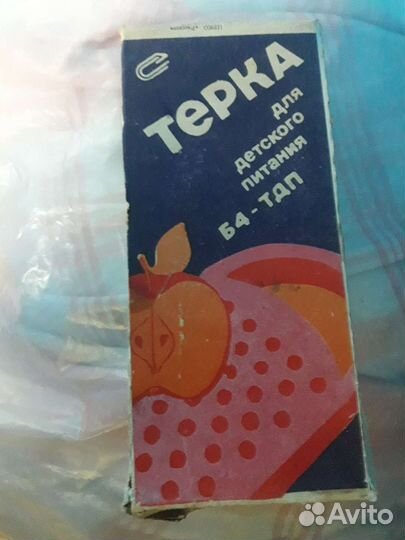 ТЕРКА
для
детского
питания
Б4-ТДП
Avito